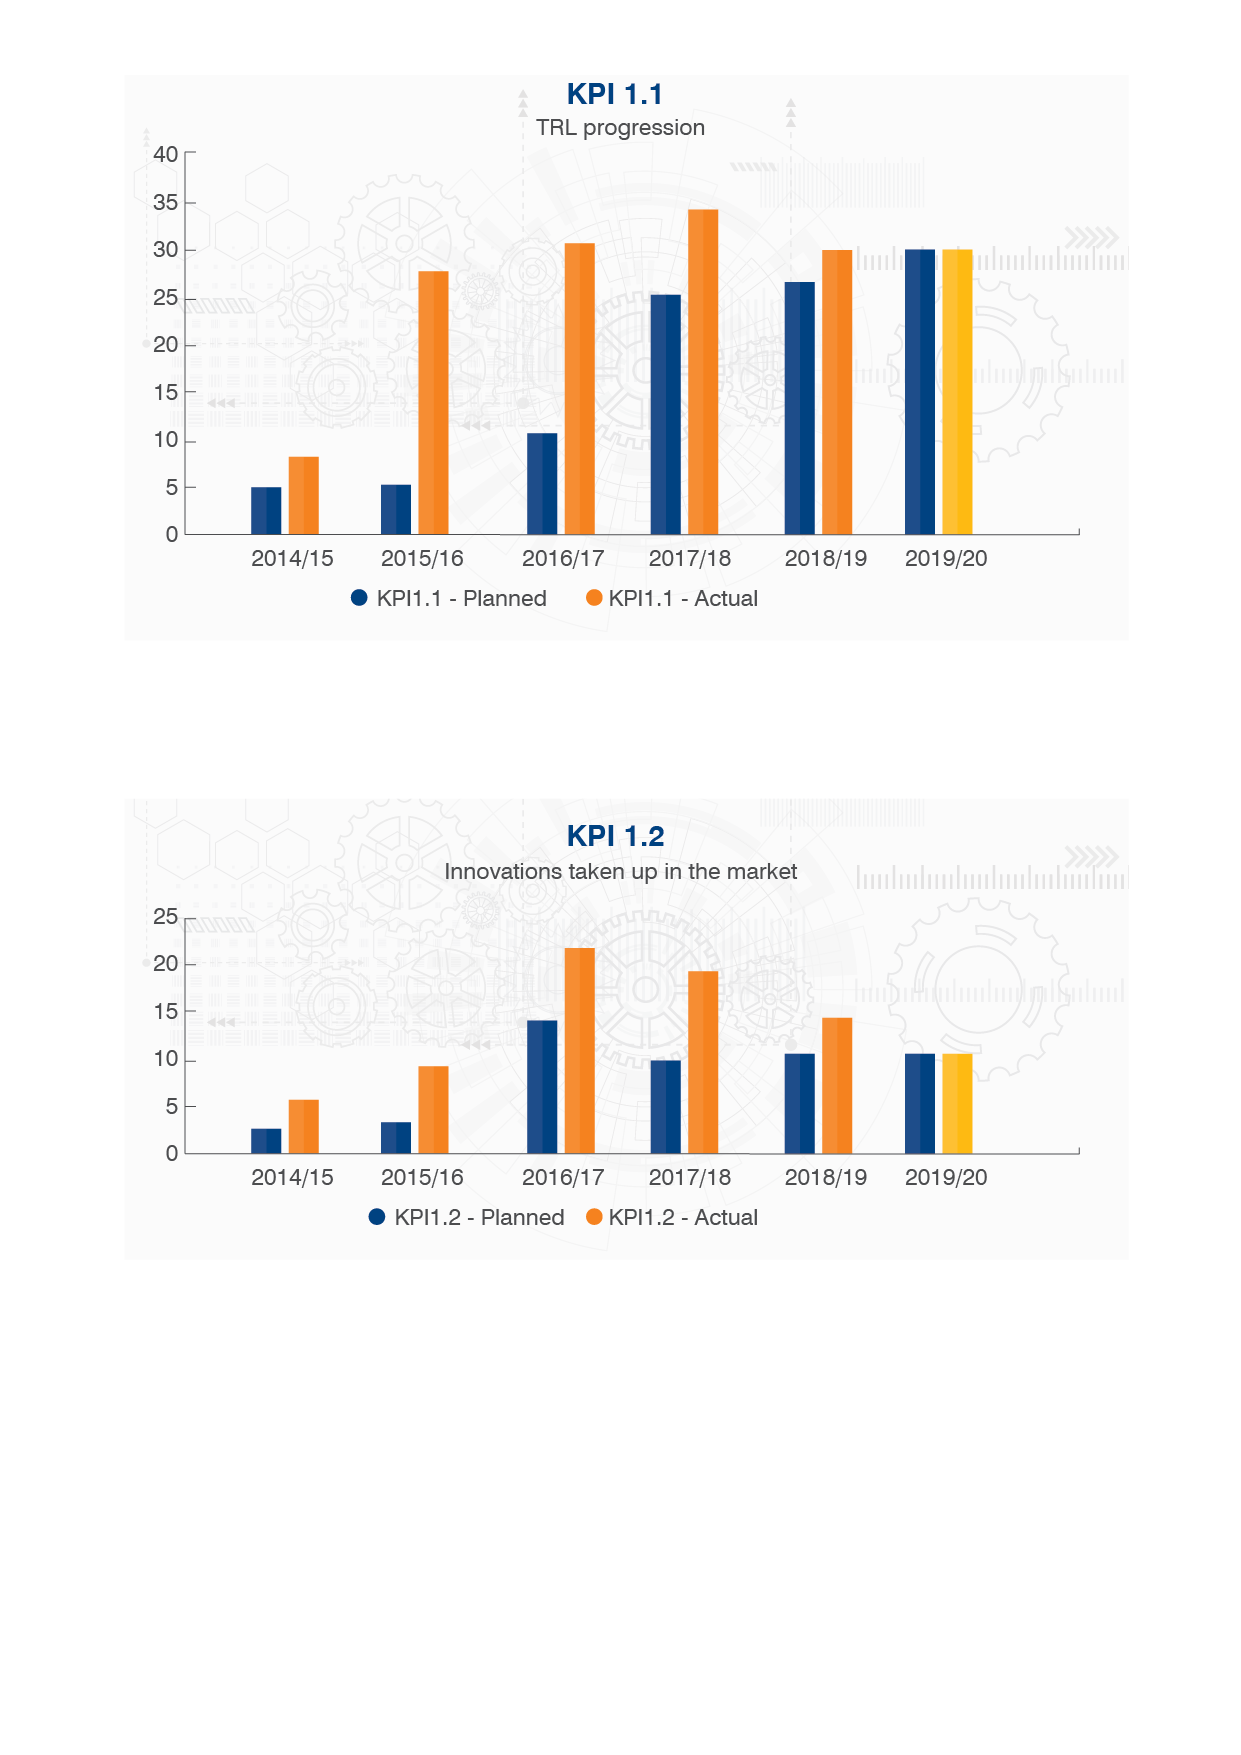 KPI 1.1
TRL progression
40
35
30
25
20
15
10
5
0
2014/15 2015/16 2016/17 2017/18 2018/19 2019/20
KPI1.1 - Planned KPI1.1 - Actual
KPI 1.2
Innovations taken up in the market
25
20
15
10
5
0
2014/15 2015/16 2016/17 2017/18 2018/19 2019/20
KPI1.2 - Planned KPI1.2 - Actual